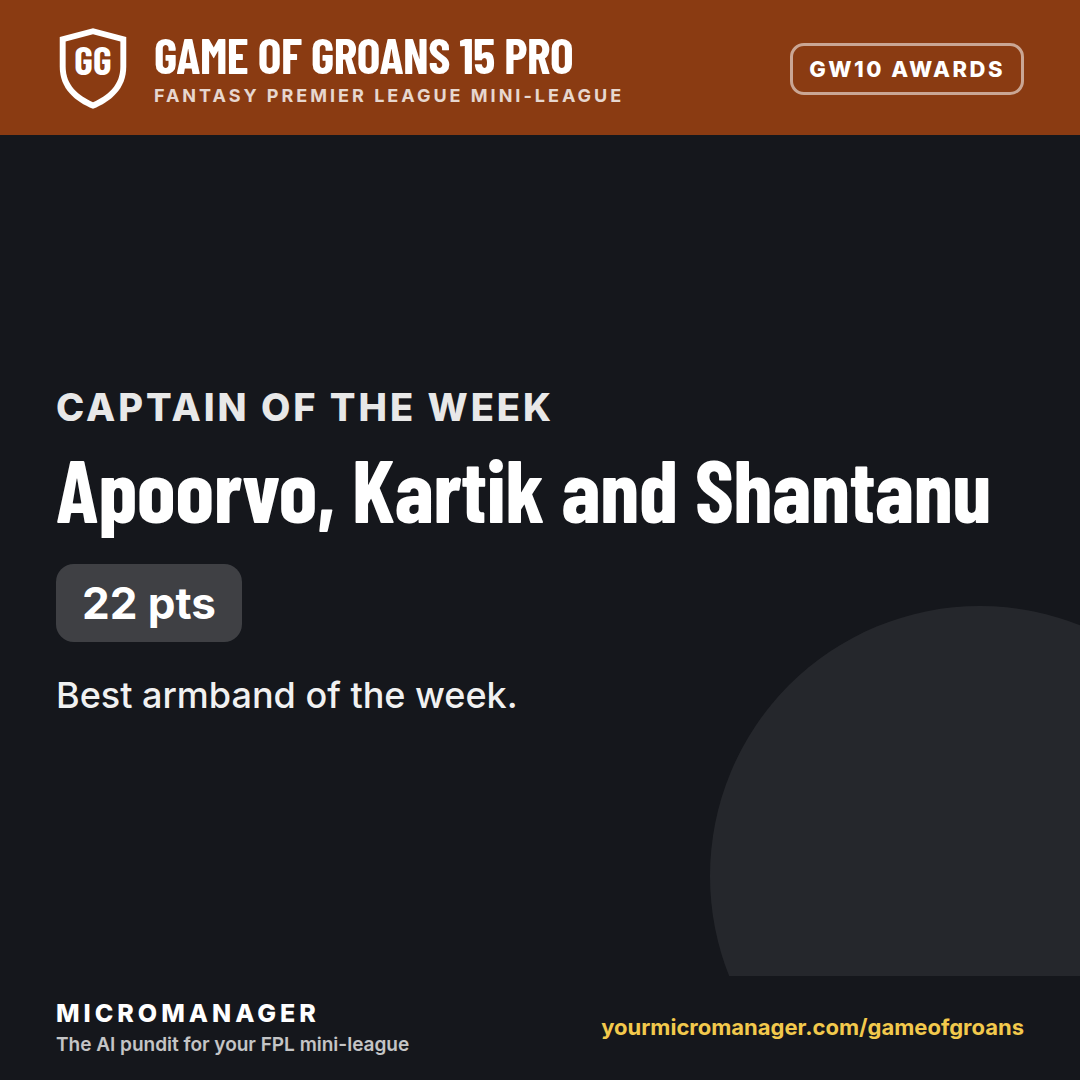 GG
GAME OF GROANS 15 PRO
FANTASY PREMIER LEAGUE MINI-LEAGUE
GW10 AWARDS
CAPTAIN OF THE WEEK
Apoorvo, Kartik and Shantanu
22 pts
Best armband of the week.
MICROMANAGER
The AI pundit for your FPL mini-league
yourmicromanager.com/gameofgroans